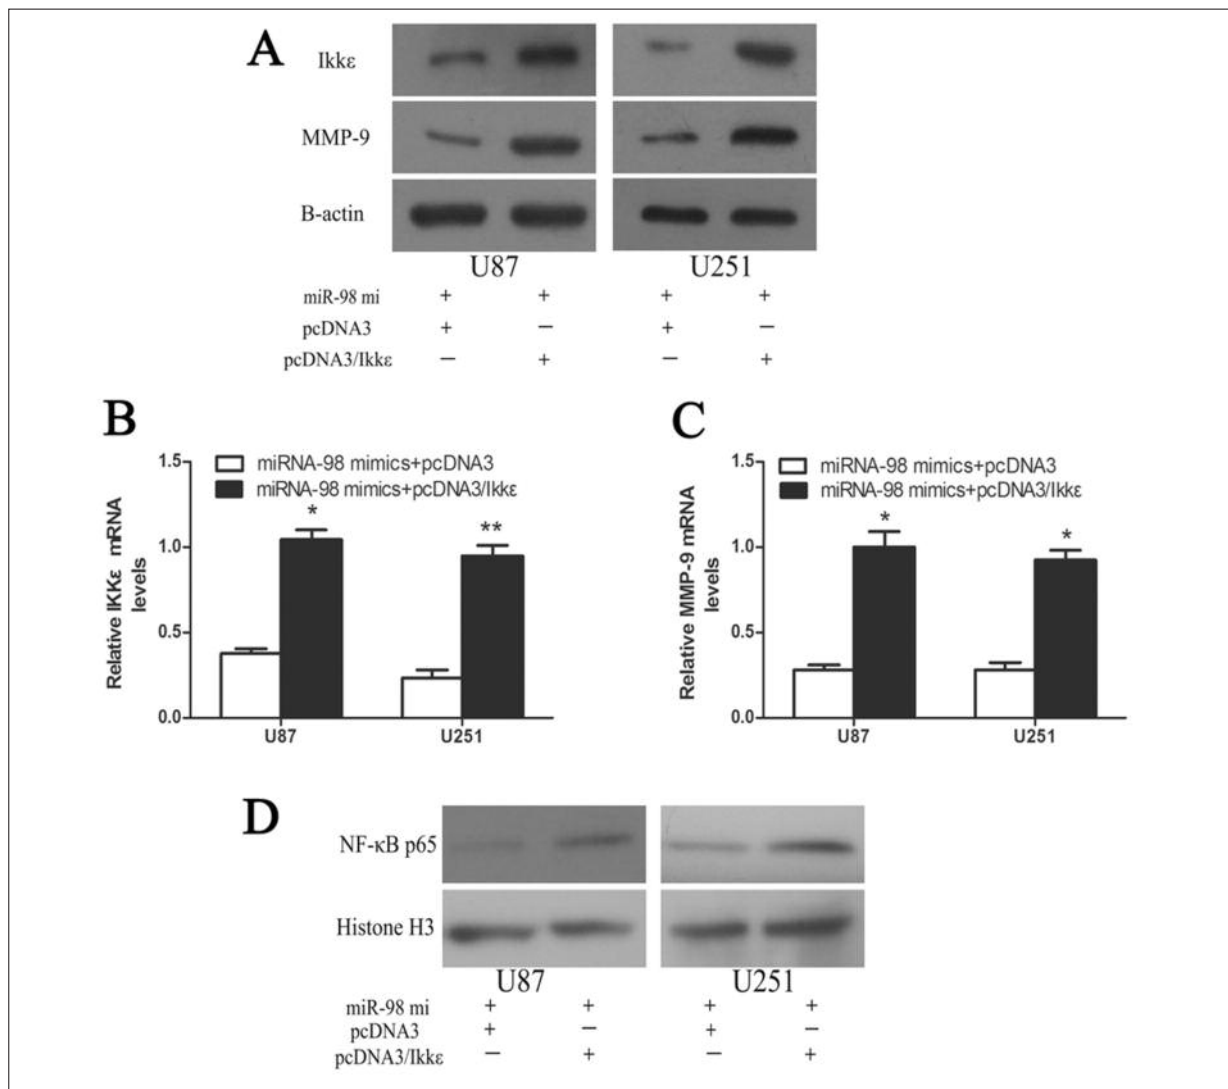 A
Ikkε
MMP-9
B-actin
U87 U251
miR-98 mi + + + +
pcDNA3 + − + −
pcDNA3/Ikkε − + − +
B
miRNA-98 mimics+pcDNA3
miRNA-98 mimics+pcDNA3/Ikkε
Relative IKKε mRNA
levels
1.5
1.0
0.5
0.0
* **
U87 U251
C
miRNA-98 mimics+pcDNA3
miRNA-98 mimics+pcDNA3/Ikkε
Relative MMP-9 mRNA
levels
1.5
1.0
0.5
0.0
* *
U87 U251
D
NF-κB p65
Histone H3
U87 U251
miR-98 mi + + + +
pcDNA3 + − + −
pcDNA3/Ikkε − + − +